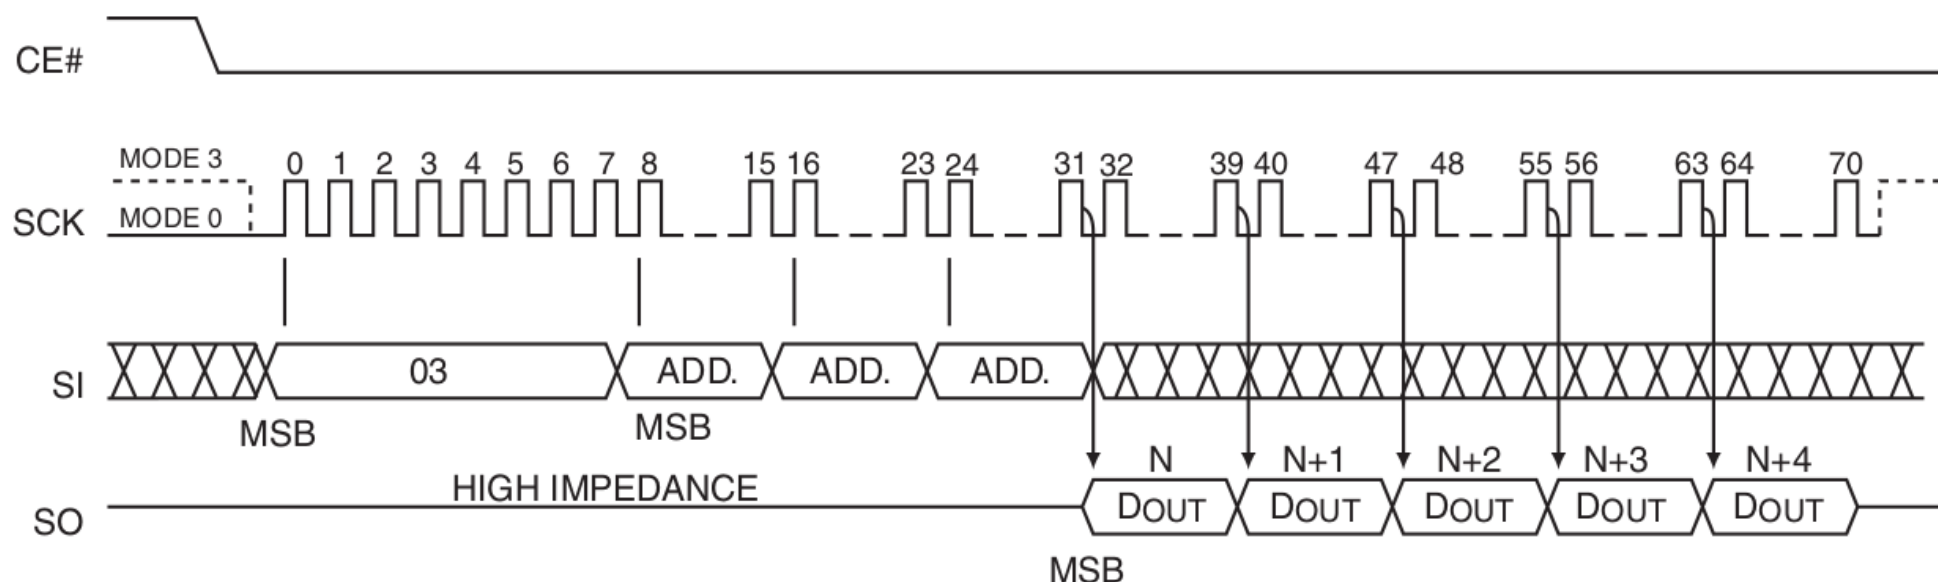 CE#
MODE 3
0 1 2 3 4 5 6 7 8 15 16 23 24 31 32 39 40 47 48 55 56 63 64 70
SCK MODE 0
SI 03 ADD. ADD. ADD.
MSB MSB
N N+1 N+2 N+3 N+4
HIGH IMPEDANCE
SO DOUT DOUT DOUT DOUT DOUT
MSB